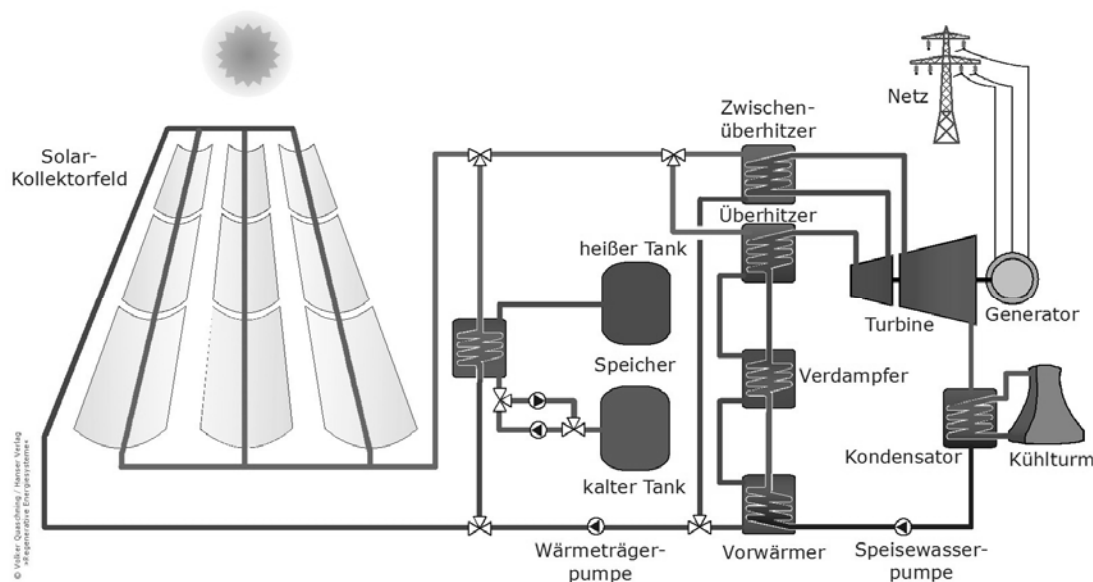 Netz
Zwischen-
überhitzer
Solar-
Kollektorfeld
Überhitzer
heißer Tank
Turbine
Generator
Speicher
Verdampfer
Kondensator
Kühlturm
kalter Tank
Wärmeträger-
pumpe
Vorwärmer
Speisewasser-
pumpe
© Volker Quaschning / Hanser Verlag
»Regenerative Energiesysteme«